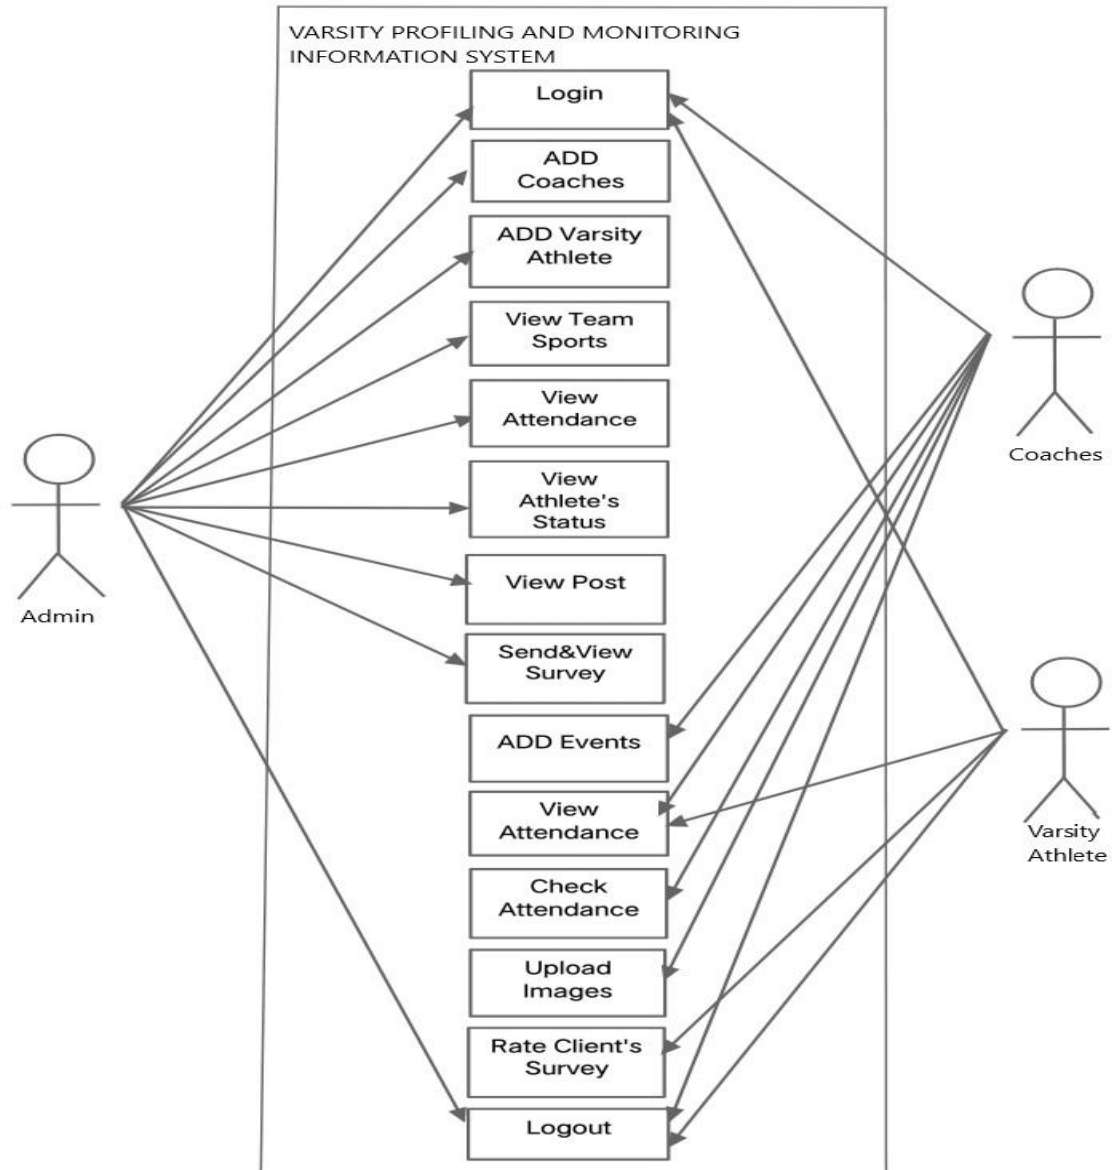 VARSITY PROFILING AND MONITORING
INFORMATION SYSTEM
Login
ADD
Coaches
ADD Varsity
Athlete
View Team
Sports
View
Attendance
View
Athlete's
Status
View Post
Send&View
Survey
ADD Events
View
Attendance
Check
Attendance
Upload
Images
Rate Client's
Survey
Logout
Admin
Coaches
Varsity
Athlete